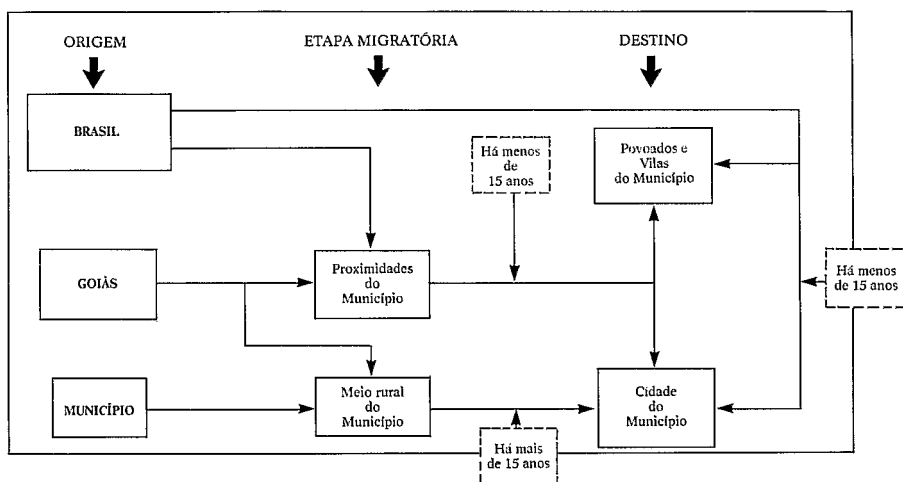 ORIGEM
ETAPA MIGRATÓRIA
DESTINO
BRASIL
Há menos
de
15 anos
Povoados e
Vilas
do Município
GOIÀS
Proximidades
do
Município
Há menos
de 15 anos
MUNICÍPIO
Meio rural
do
Município
Cidade
do
Município
Há mais
de 15 anos